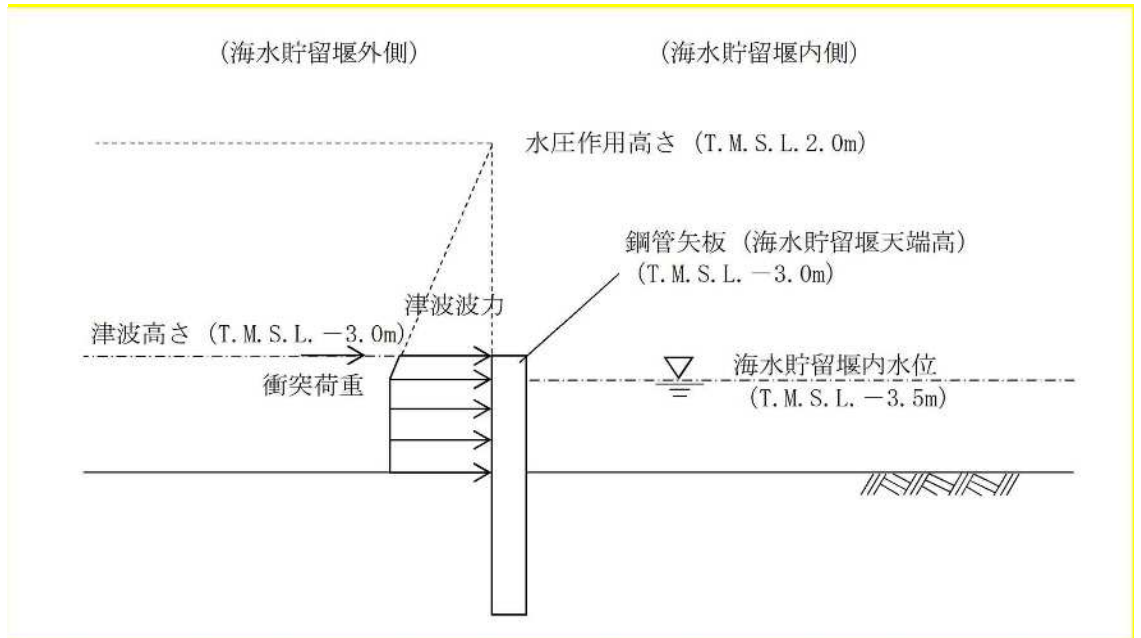 (海水貯留堰外側)
(海水貯留堰内側)
水圧作用高さ (T.M.S.L.2.0m)
鋼管矢板 (海水貯留堰天端高)
(T.M.S.L.－3.0m)
津波波力
津波高さ (T.M.S.L.－3.0m)
衝突荷重
海水貯留堰内水位
(T.M.S.L.－3.5m)